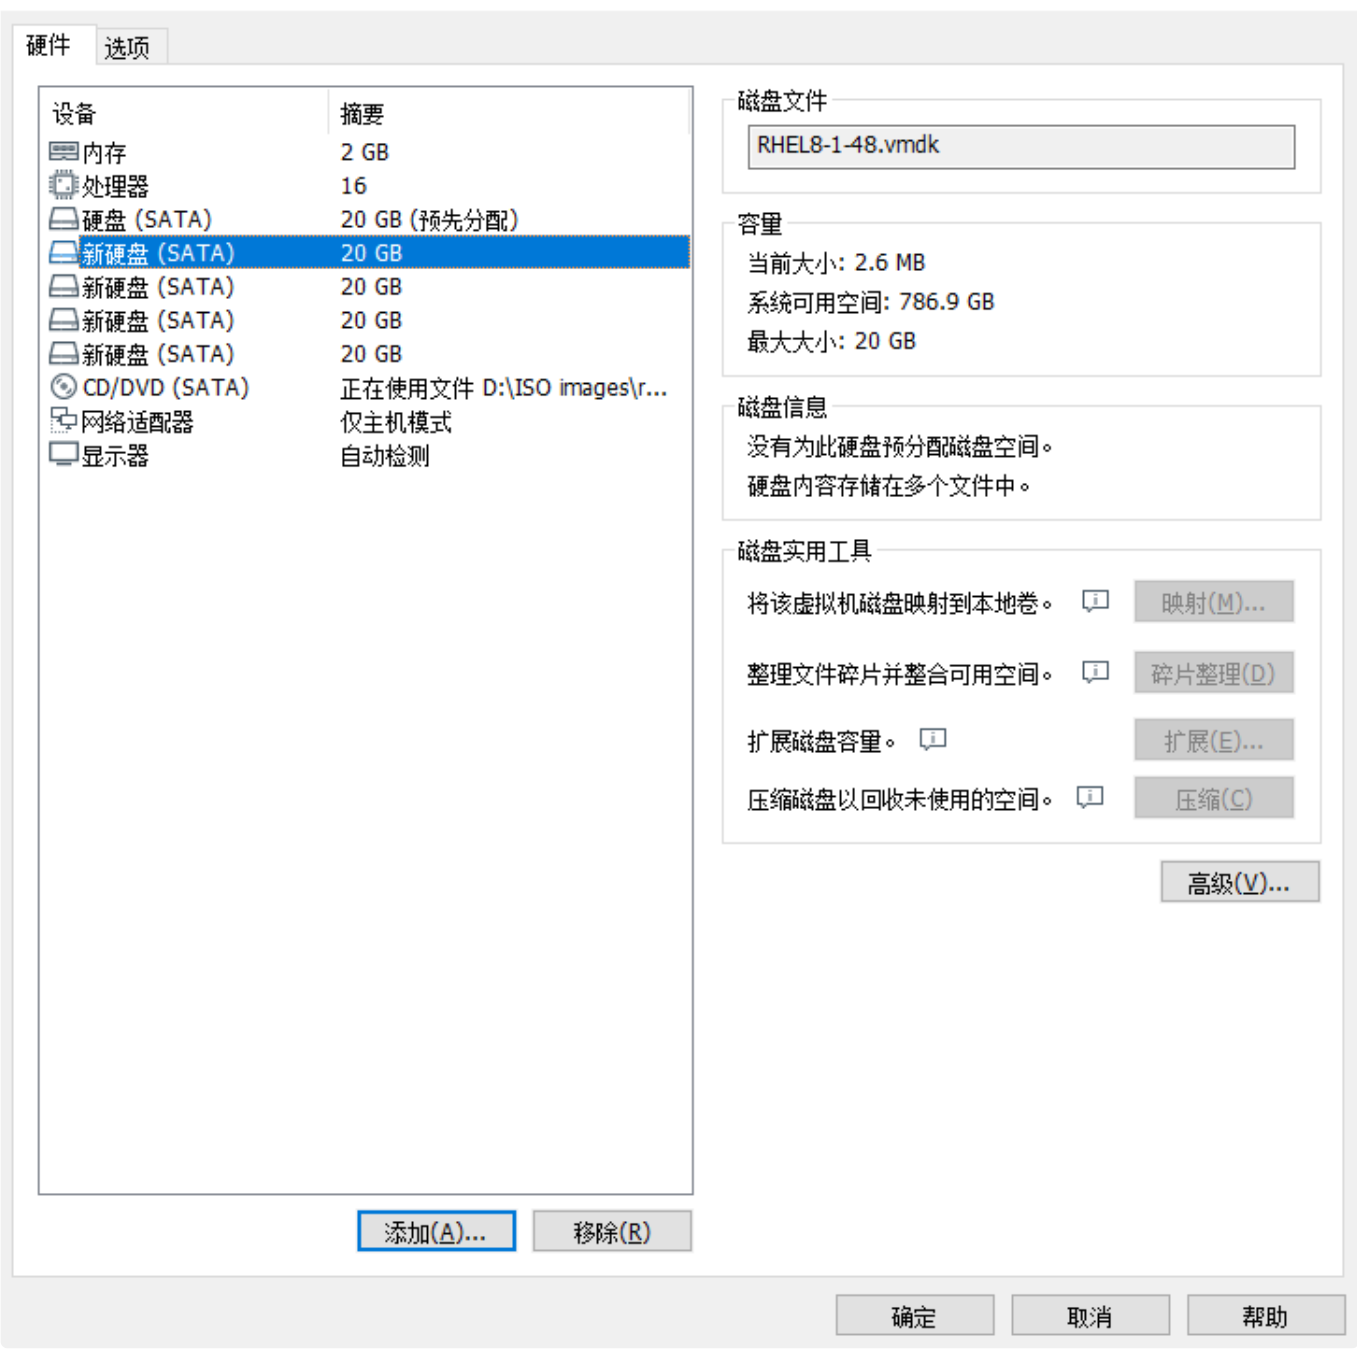 硬件 选项
设备 摘要
内存 2 GB
处理器 16
硬盘 (SATA) 20 GB (预先分配)
新硬盘 (SATA) 20 GB
新硬盘 (SATA) 20 GB
新硬盘 (SATA) 20 GB
新硬盘 (SATA) 20 GB
CD/DVD (SATA) 正在使用文件 D:\ISO images\r...
网络适配器 仅主机模式
显示器 自动检测
添加(A)... 移除(R)
磁盘文件
RHEL8-1-48.vmdk
容量
当前大小: 2.6 MB
系统可用空间: 786.9 GB
最大大小: 20 GB
磁盘信息
没有为此硬盘预分配磁盘空间。
硬盘内容存储在多个文件中。
磁盘实用工具
将该虚拟机磁盘映射到本地卷。 映射(M)...
整理文件碎片并整合可用空间。 碎片整理(D)
扩展磁盘容量。 扩展(E)...
压缩磁盘以回收未使用的空间。 压缩(C)
高级(V)...
确定 取消 帮助